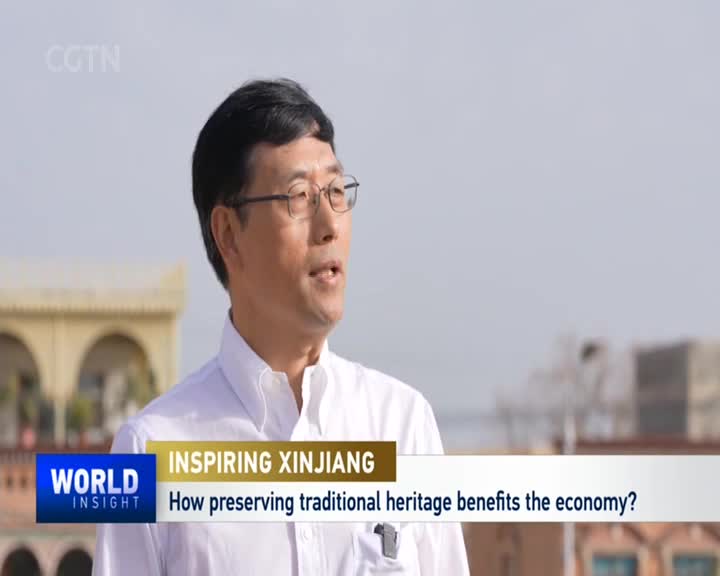 CGTN
INSPIRING XINJIANG
WORLD
INSIGHT
How preserving traditional heritage benefits the economy?